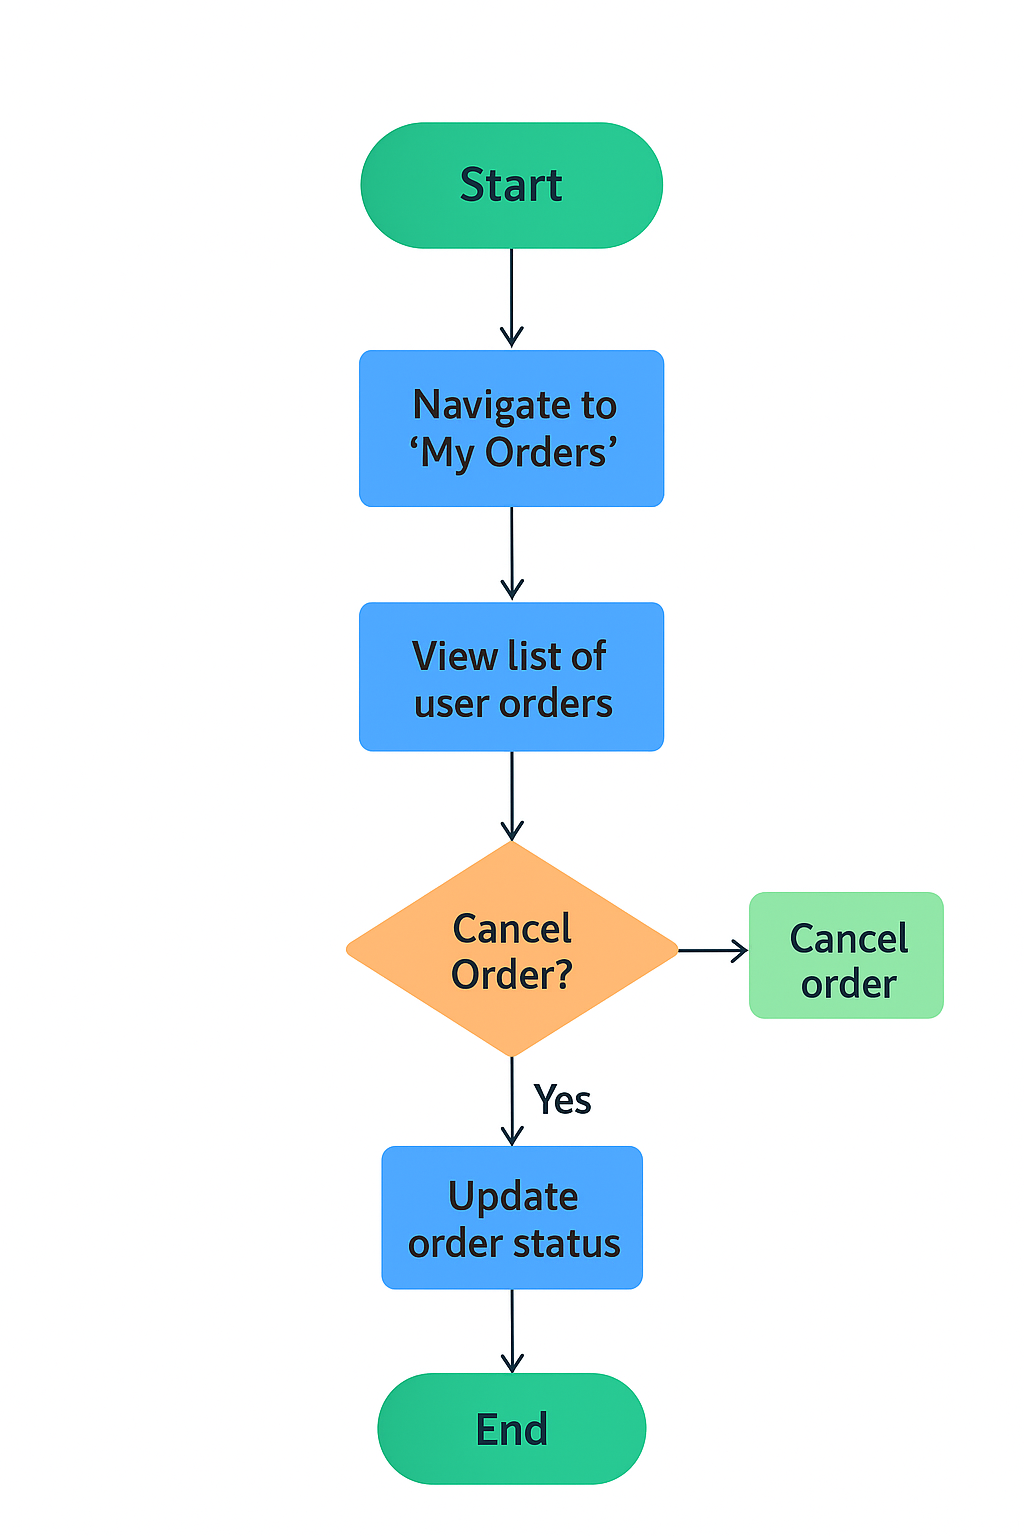 Start
Navigate to
‘My Orders’
View list of
user orders
Cancel
Order?
Cancel
order
Yes
Update
order status
End